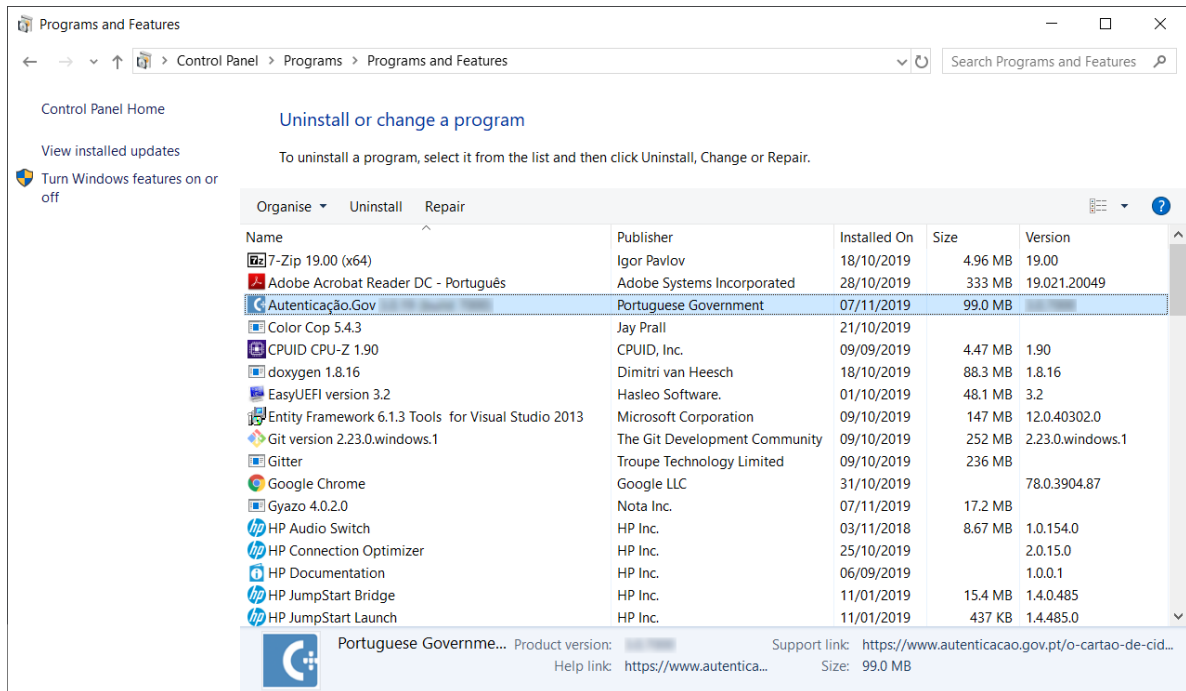 Programs and Features
Control Panel > Programs > Programs and Features
Search Programs and Features
Control Panel Home
View installed updates
Turn Windows features on or
off
Uninstall or change a program
To uninstall a program, select it from the list and then click Uninstall, Change or Repair.
Organise Uninstall Repair
Name Publisher Installed On Size Version
7-Zip 19.00 (x64) Igor Pavlov 18/10/2019 4.96 MB 19.00
Adobe Acrobat Reader DC - Português Adobe Systems Incorporated 28/10/2019 333 MB 19.021.20049
Autenticação.Gov Portuguese Government 07/11/2019 99.0 MB
Color Cop 5.4.3 Jay Prall 21/10/2019
CPUID CPU-Z 1.90 CPUID, Inc. 09/09/2019 4.47 MB 1.90
doxygen 1.8.16 Dimitri van Heesch 18/10/2019 88.3 MB 1.8.16
EasyUEFI version 3.2 Hasleo Software. 01/10/2019 48.1 MB 3.2
Entity Framework 6.1.3 Tools for Visual Studio 2013 Microsoft Corporation 09/10/2019 147 MB 12.0.40302.0
Git version 2.23.0.windows.1 The Git Development Community 09/10/2019 252 MB 2.23.0.windows.1
Gitter Troupe Technology Limited 09/10/2019 236 MB
Google Chrome Google LLC 31/10/2019 78.0.3904.87
Gyazo 4.0.2.0 Nota Inc. 07/11/2019 17.2 MB
HP Audio Switch HP Inc. 03/11/2018 8.67 MB 1.0.154.0
HP Connection Optimizer HP Inc. 25/10/2019 2.0.15.0
HP Documentation HP Inc. 06/09/2019 1.0.0.1
HP JumpStart Bridge HP Inc. 11/01/2019 15.4 MB 1.4.0.485
HP JumpStart Launch HP Inc. 11/01/2019 437 KB 1.4.485.0
Portuguese Governme... Product version: Support link: https://www.autenticacao.gov.pt/o-cartao-de-cid...
Help link: https://www.autentica... Size: 99.0 MB